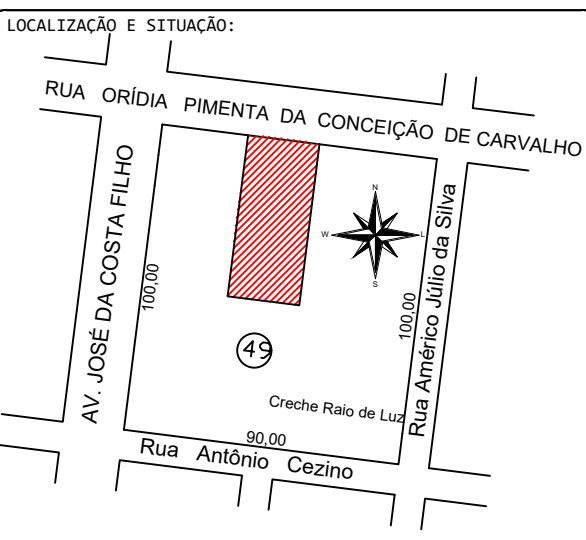 LOCALIZAÇÃO E SITUAÇÃO:
RUA ORÍDIA PIMENTA DA CONCEIÇÃO DE CARVALHO
AV. JOSÉ DA COSTA FILHO
100,00
N
W
L
S
100,00
Rua Américo Júlio da Silva
49
Creche Raio de Luz
90,00
Rua Antônio Cezino